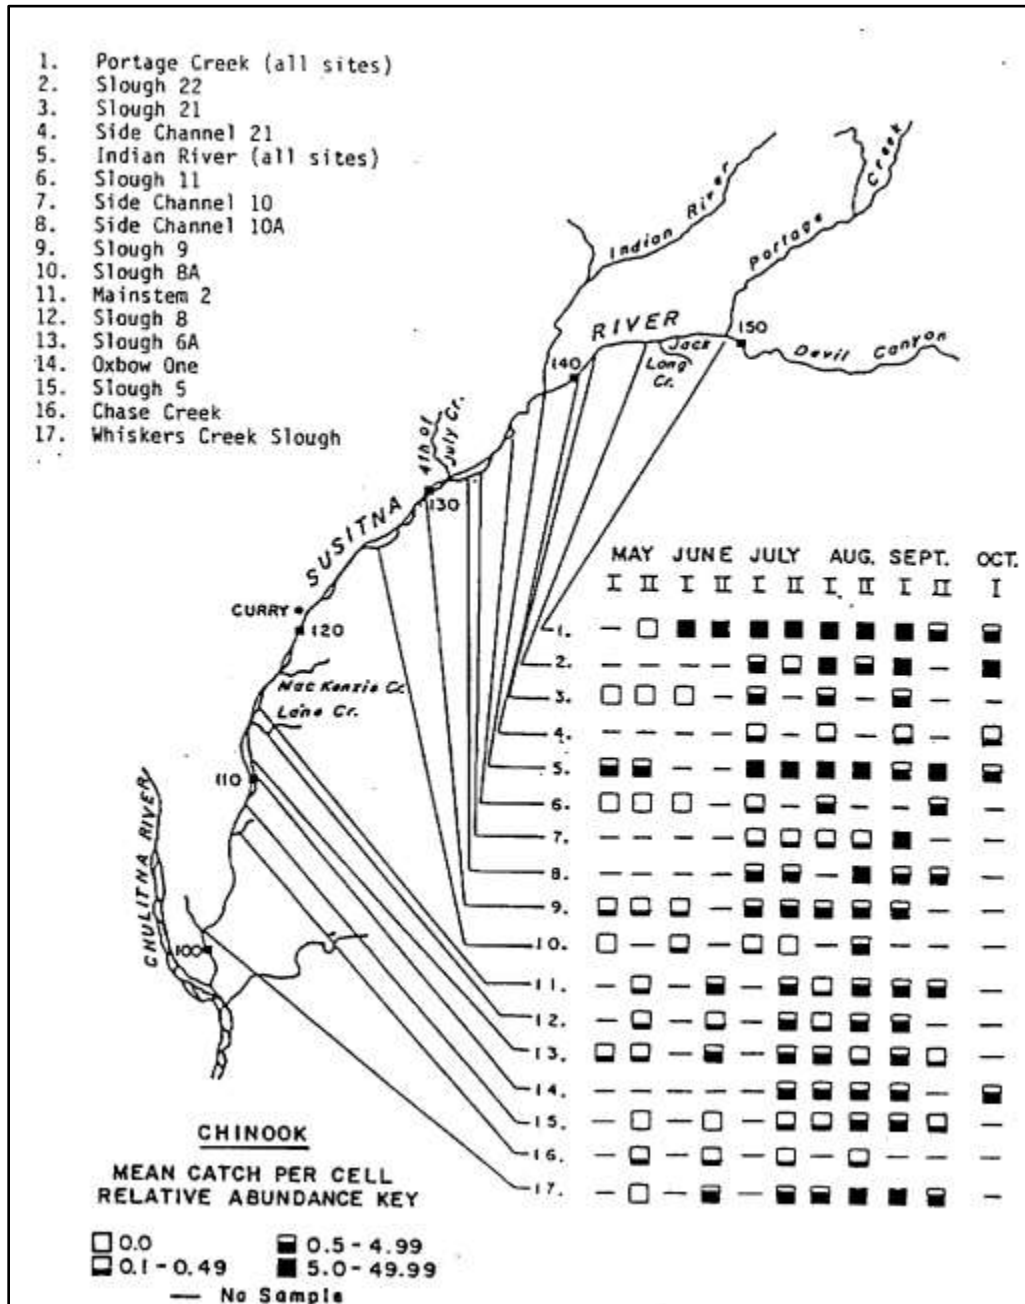 1. Portage Creek (all sites)
2. Slough 22
3. Slough 21
4. Side Channel 21
5. Indian River (all sites)
6. Slough 11
7. Side Channel 10
8. Side Channel 10A
9. Slough 9
10. Slough 8A
11. Mainstem 2
12. Slough 8
13. Slough 6A
14. Oxbow One
15. Slough 5
16. Chase Creek
17. Whiskers Creek Slough
Indian River
Portage Creek
RIVER
Jack
Long
Cr.
150
Devil Canyon
140
4th of
July Cr.
130
SUSITNA
CURRY
120
MacKenzie Cr.
Lane Cr.
110
CHULITNA RIVER
100
MAY JUNE JULY AUG. SEPT. OCT.
I II I II I II I II I II I
1. —
2. — — — — —
3. — — — — —
4. — — — — — — —
5. — —
6. — — — —
7. — — — — — —
8. — — — — — —
9. — — —
10. — — — — —
11. — — — —
12. — — — — —
13. — — —
14. — — — — — —
15. — — — —
16. — — — — — — —
17. — — — —
CHINOOK
MEAN CATCH PER CELL
RELATIVE ABUNDANCE KEY
0.0 0.5 - 4.99
0.1 - 0.49 5.0 - 49.99
— No Sample